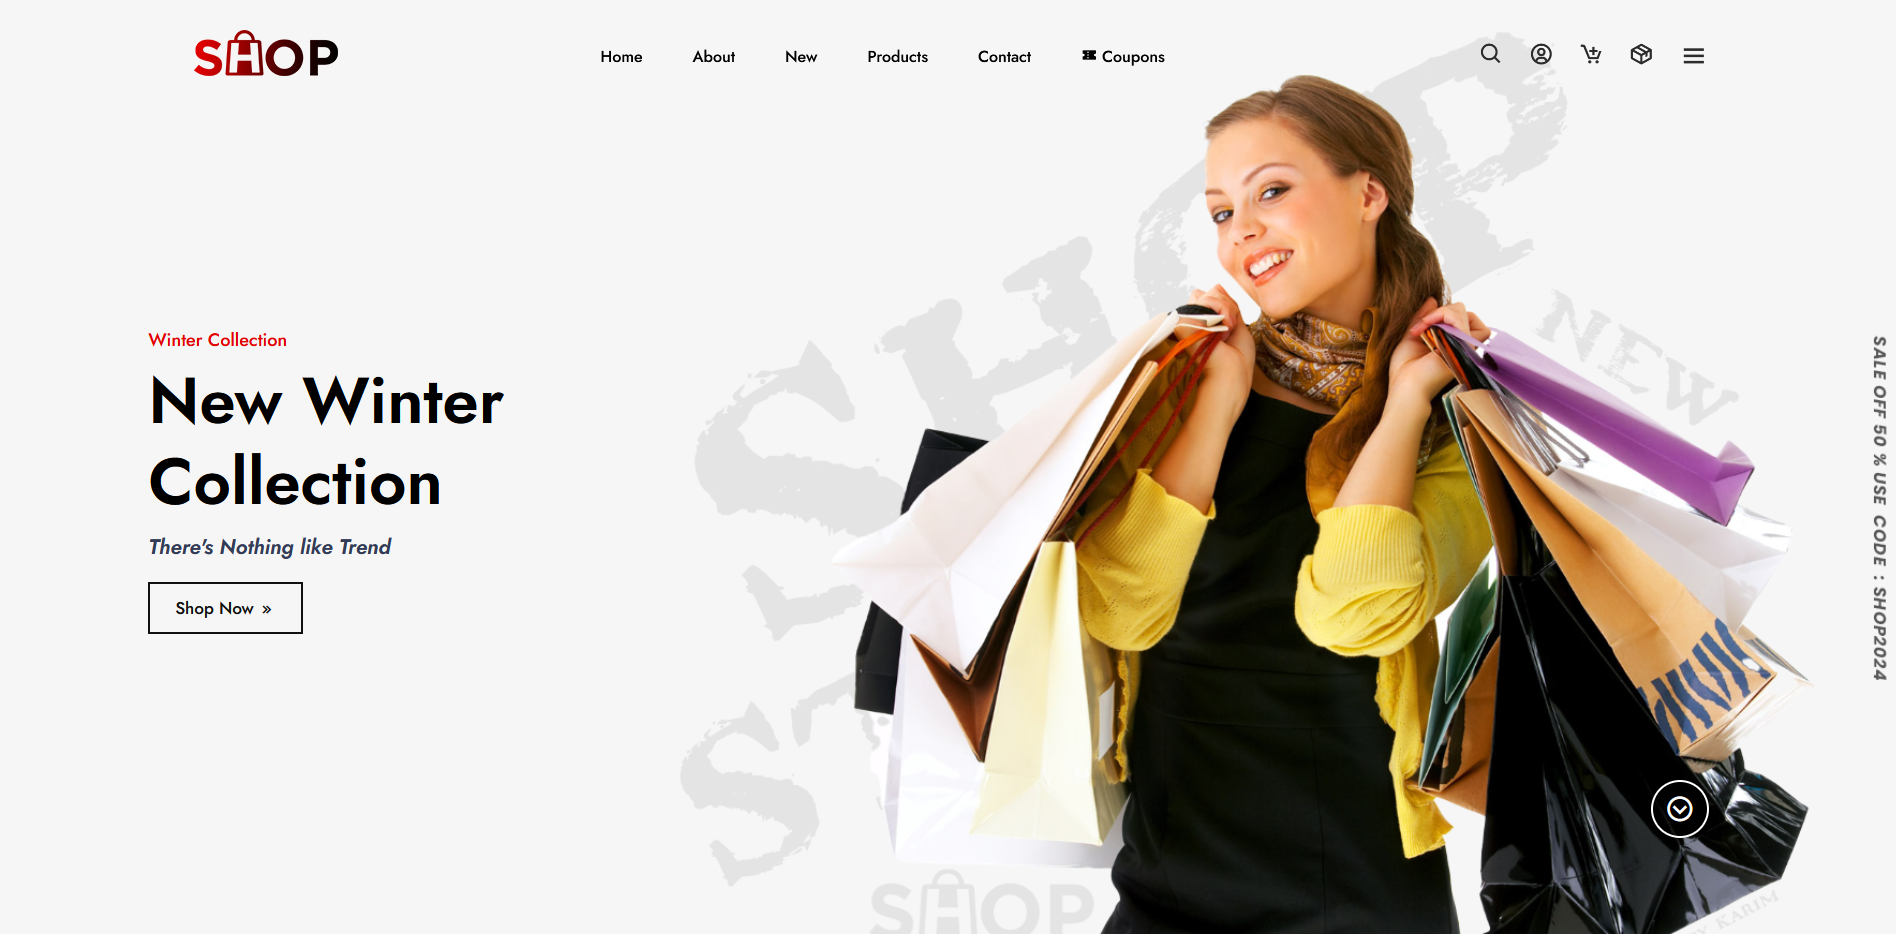 SHOP
Home
About
New
Products
Contact
Coupons
SHOP
NEW
Winter Collection
New Winter
Collection
There's Nothing like Trend
Shop Now »
SALE OFF 50 % USE CODE : SHOP2024
SHOP
KARIM